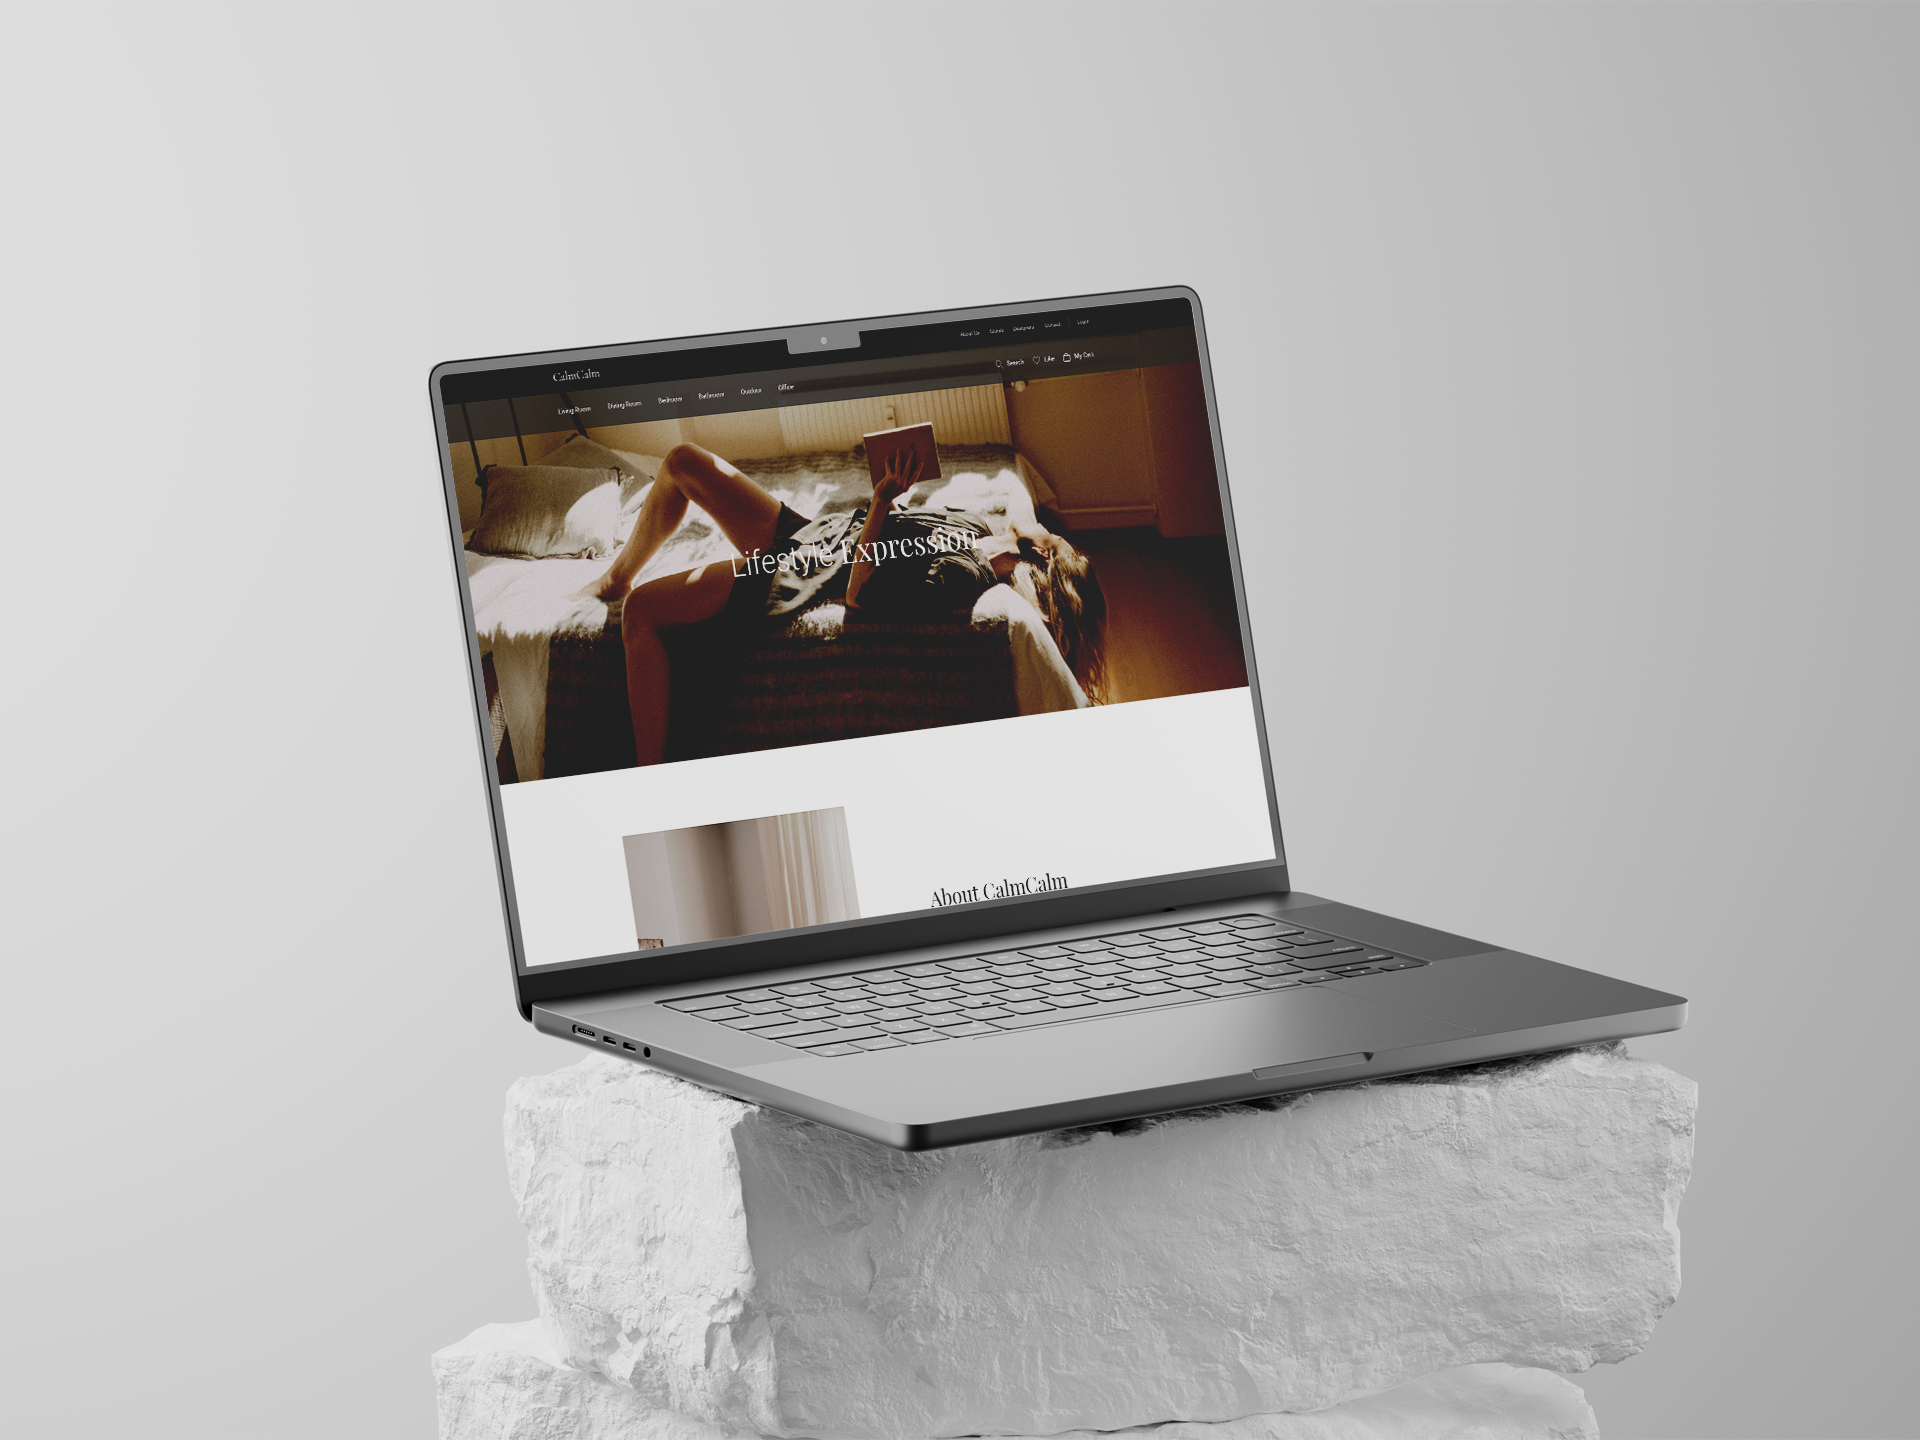 About Us Stores Designers Contact Login
CalmCalm
Search Like My Cart
Living Room Dining Room Bedroom Bathroom Outdoor Office
Lifestyle Expression
About CalmCalm